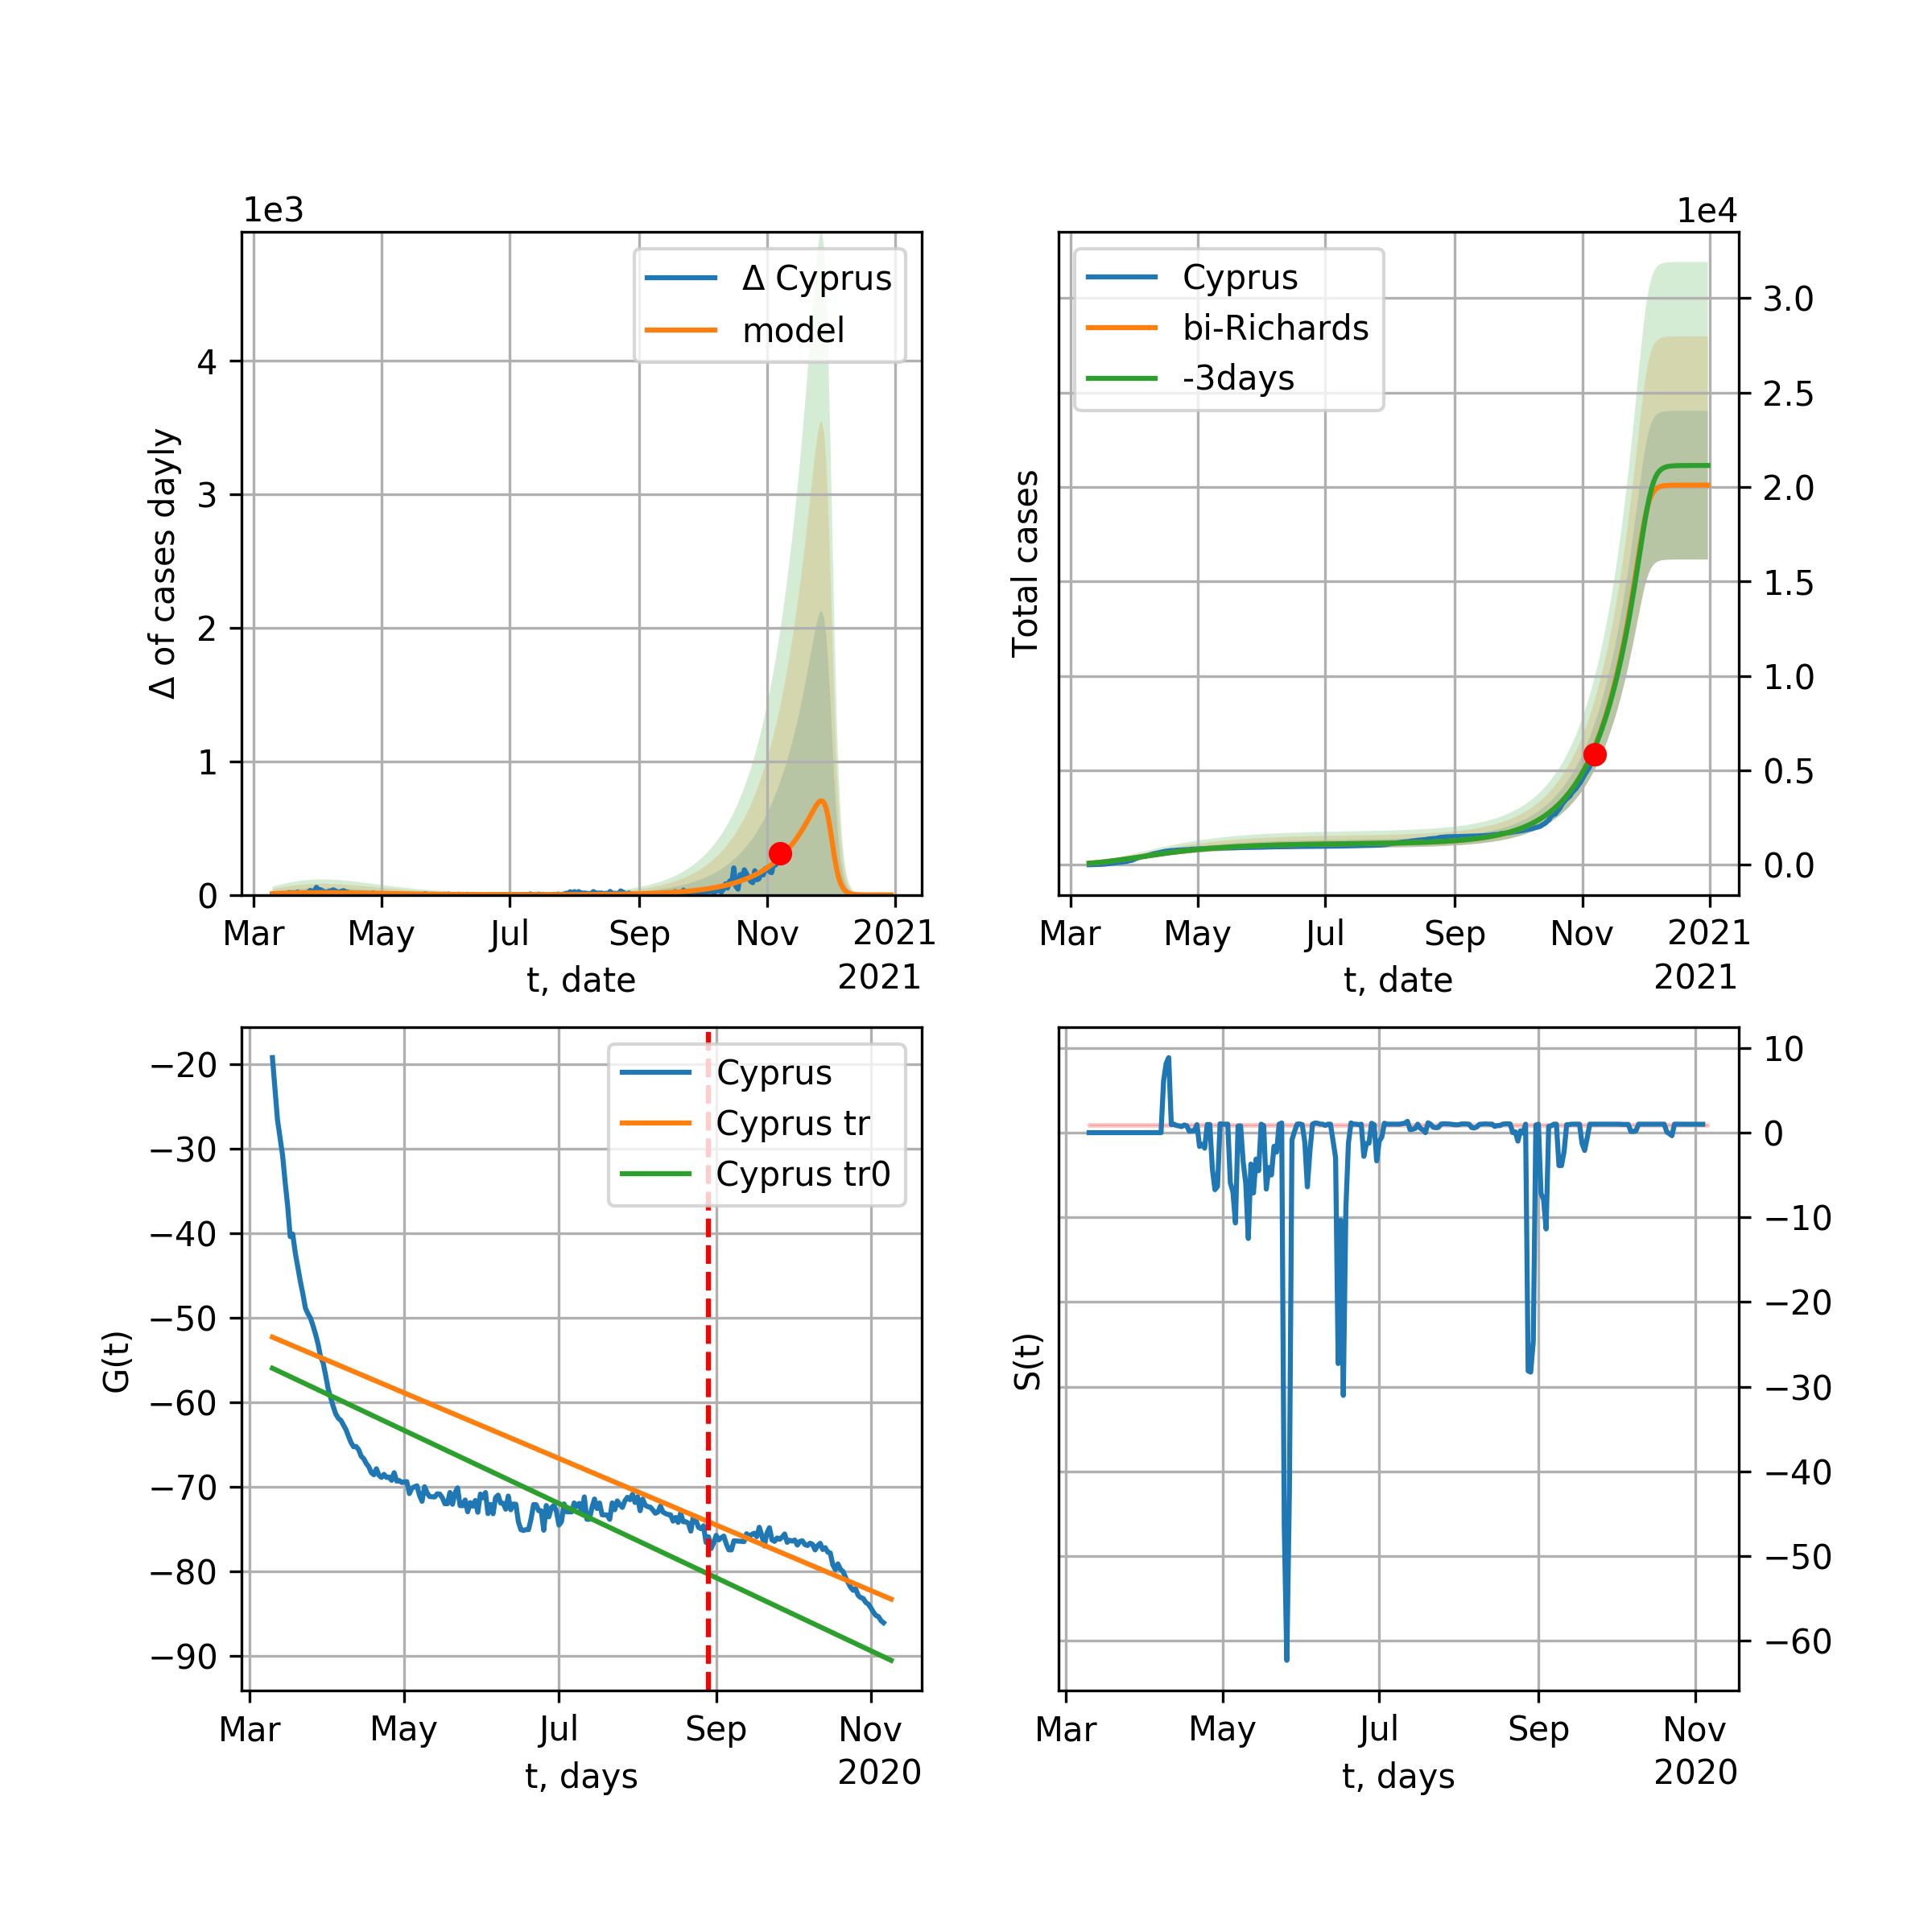 1e3
Δ Cyprus
model
4
3
2
1
0
Δ of cases dayly
Mar May Jul Sep Nov 2021
t, date 2021
1e4
Cyprus
bi-Richards
-3days
3.0
2.5
2.0
1.5
1.0
0.5
0.0
Total cases
Mar May Jul Sep Nov 2021
t, date 2021
Cyprus
Cyprus tr
Cyprus tr0
−20
−30
−40
−50
−60
−70
−80
−90
G(t)
Mar May Jul Sep Nov
t, days 2020
10
0
−10
−20
−30
−40
−50
−60
S(t)
Mar May Jul Sep Nov
t, days 2020